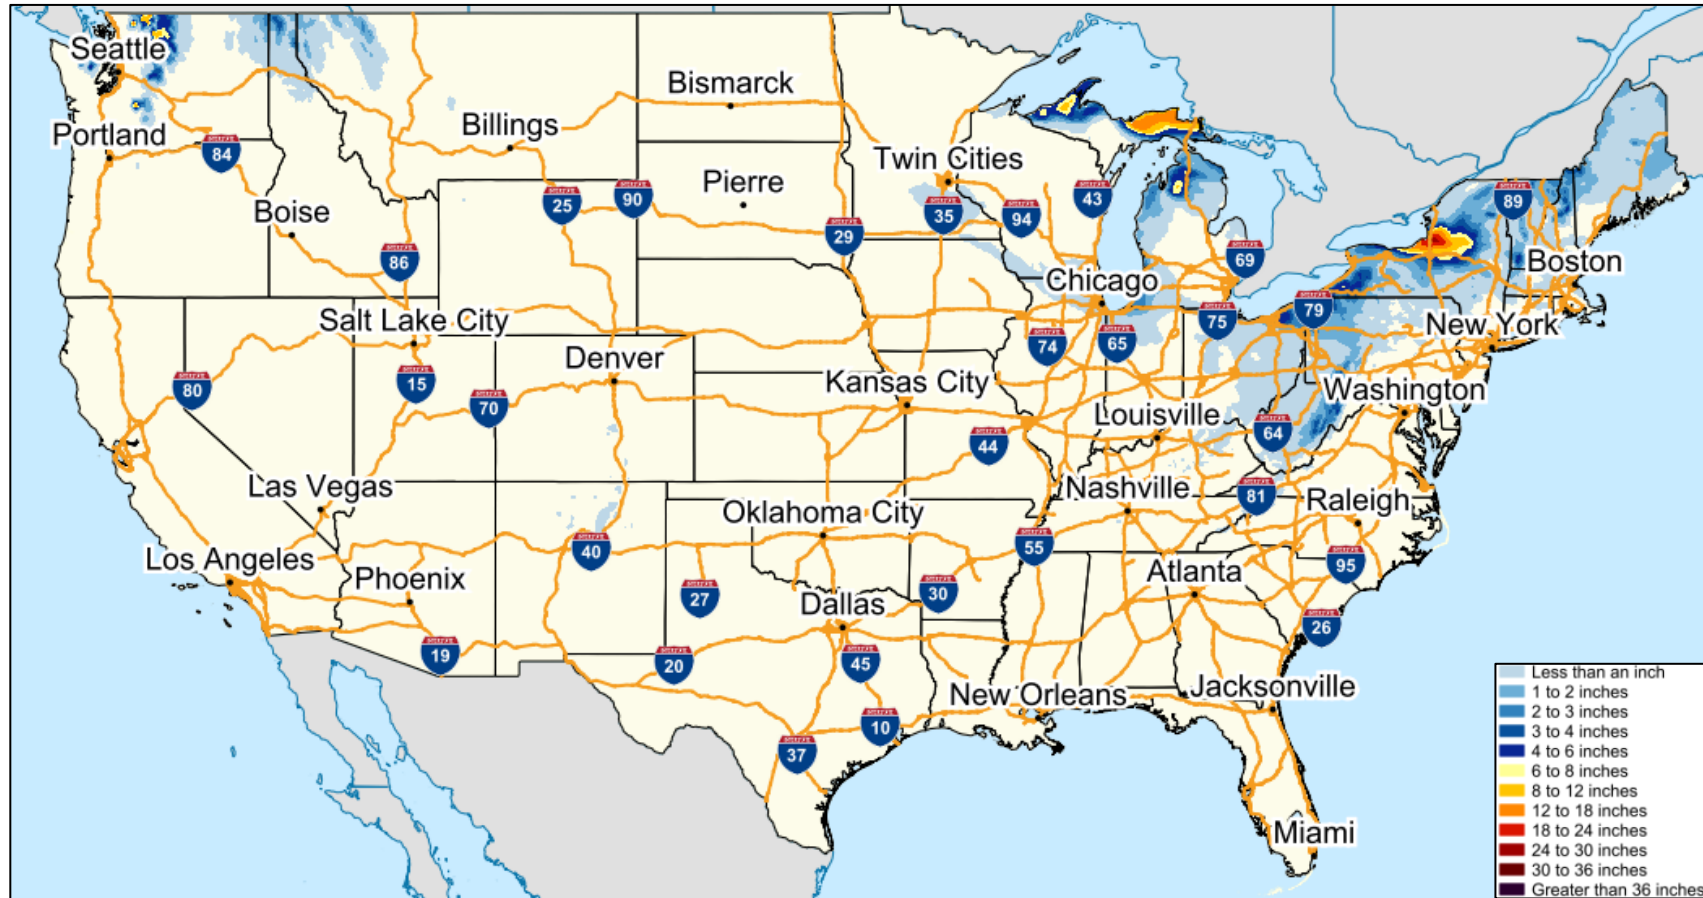 Seattle
Bismarck
Billings
Portland
Twin Cities
84
Pierre
25
90
43
89
Boise
35
94
29
86
69
Boston
Chicago
Salt Lake City
75
79
New York
74
65
Denver
80
15
70
Kansas City
Washington
Louisville
64
44
Las Vegas
Nashville
81
Raleigh
Oklahoma City
Los Angeles
40
55
Phoenix
Atlanta
95
27
30
Dallas
26
19
20
45
New Orleans
Jacksonville
10
37
Miami
Less than an inch
1 to 2 inches
2 to 3 inches
3 to 4 inches
4 to 6 inches
6 to 8 inches
8 to 12 inches
12 to 18 inches
18 to 24 inches
24 to 30 inches
30 to 36 inches
Greater than 36 inches